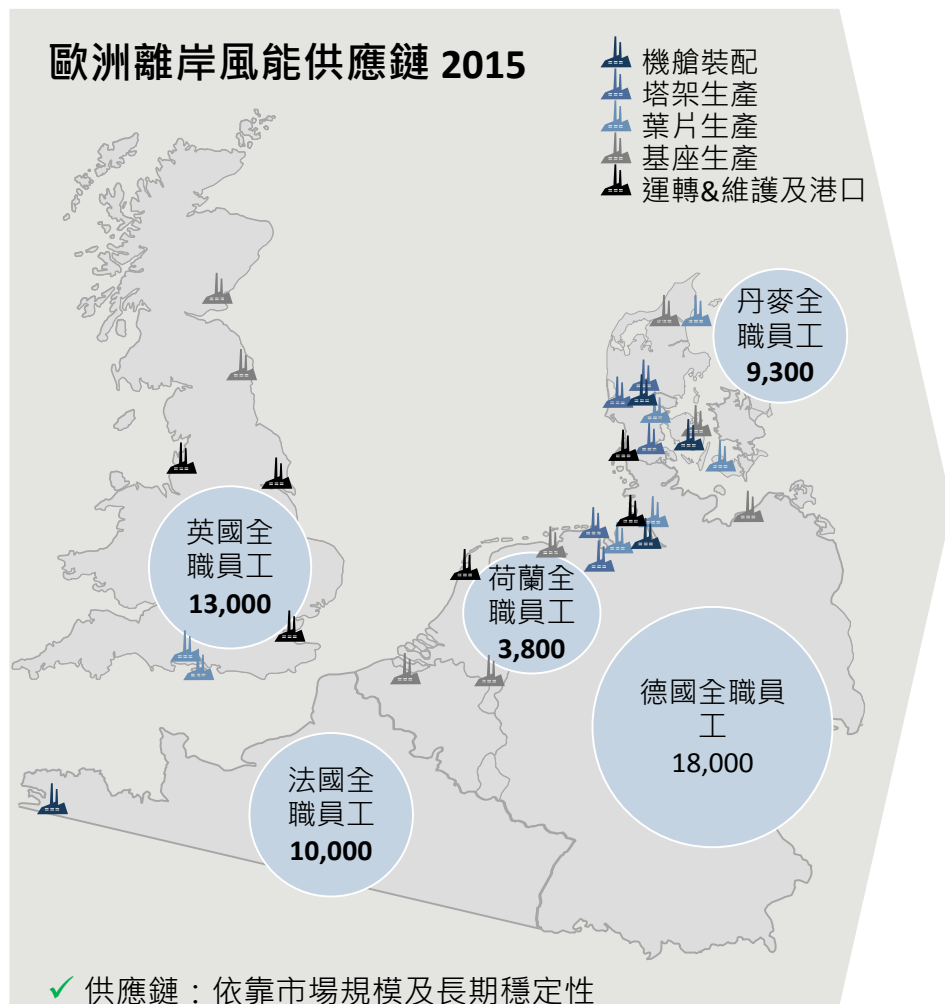 歐洲離岸風能供應鏈 2015
機艙裝配
塔架生產
葉片生產
基座生產
運轉&維護及港口
丹麥全
職員工
9,300
英國全
職員工
13,000
荷蘭全
職員工
3,800
德國全職員
工
18,000
法國全
職員工
10,000
✓ 供應鏈：依靠市場規模及長期穩定性